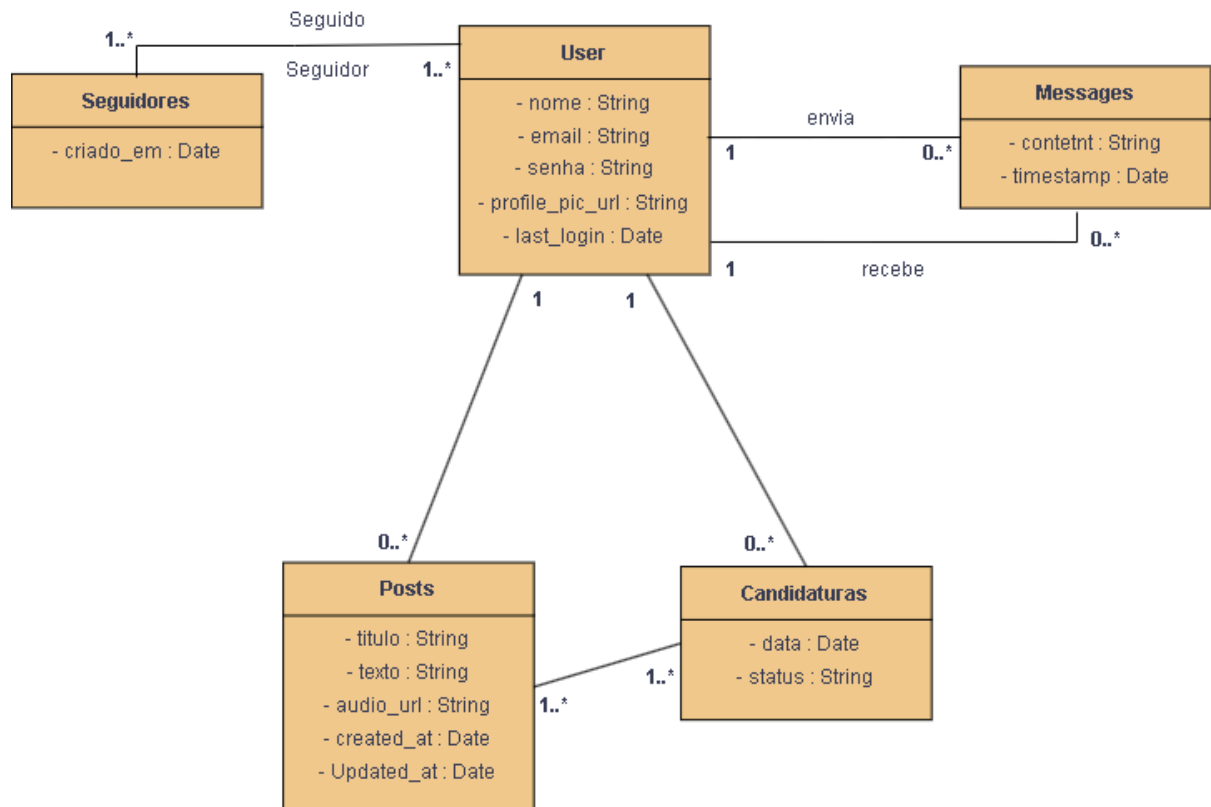 Seguido
1..*
Seguidor
1..*
Seguidores
- criado_em : Date
User
- nome : String
- email : String
- senha : String
- profile_pic_url : String
- last_login : Date
envia
1
0..*
Messages
- contetnt : String
- timestamp : Date
1
recebe
0..*
1
1
0..*
0..*
Posts
- titulo : String
- texto : String
- audio_url : String
- created_at : Date
- Updated_at : Date
1..*
1..*
Candidaturas
- data : Date
- status : String